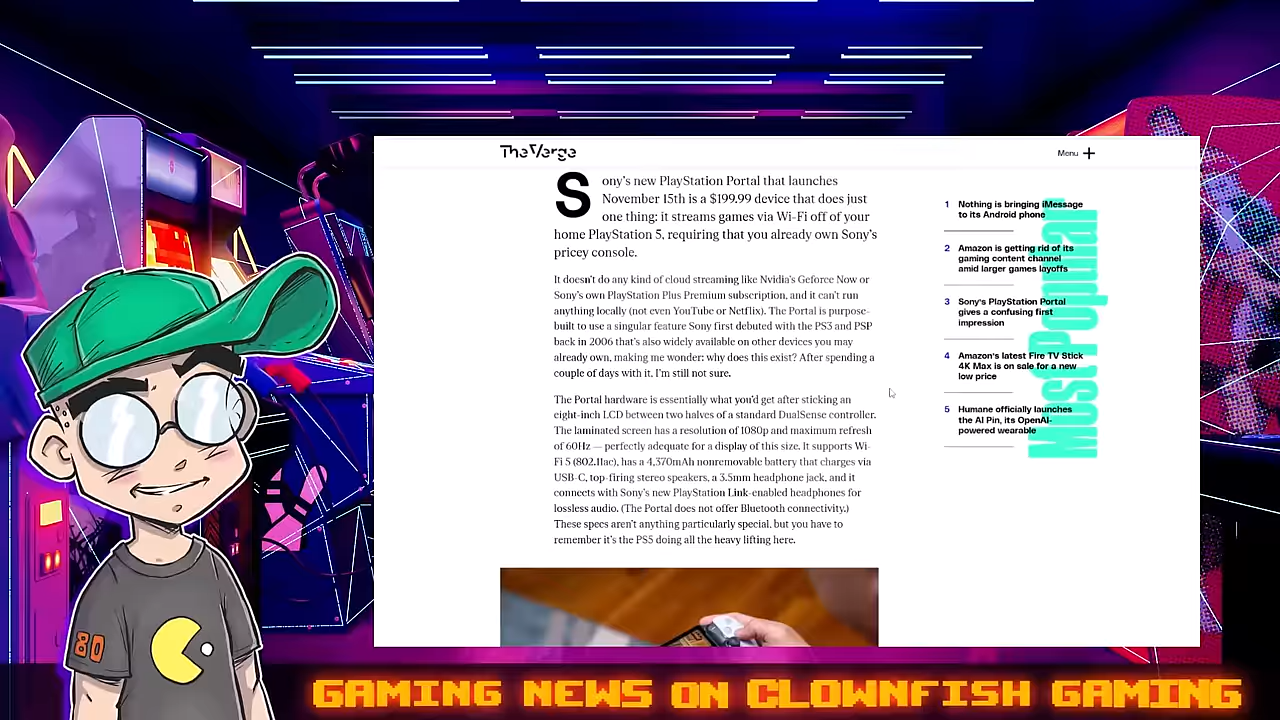 TheVerge
Menu
Sony's new PlayStation Portal that launches
November 15th is a $199.99 device that does just
one thing: it streams games via Wi-Fi off of your
home PlayStation 5, requiring that you already own Sony's
pricey console.
It doesn't do any kind of cloud streaming like Nvidia's Geforce Now or
Sony's own PlayStation Plus Premium subscription, and it can't run
anything locally (not even YouTube or Netflix). The Portal is purpose-
built to use a singular feature Sony first debuted with the PS3 and PSP
back in 2006 that's also widely available on other devices you may
already own, making me wonder: why does this exist? After spending a
couple of days with it, I'm still not sure.
The Portal hardware is essentially what you'd get after sticking an
eight-inch LCD between two halves of a standard DualSense controller.
The laminated screen has a resolution of 1080p and maximum refresh
of 60Hz — perfectly adequate for a display of this size. It supports Wi-
Fi 5 (802.11ac), has a 4,370mAh nonremovable battery that charges via
USB-C, top-firing stereo speakers, a 3.5mm headphone jack, and it
connects with Sony's new PlayStation Link-enabled headphones for
lossless audio. (The Portal does not offer Bluetooth connectivity.)
These specs aren't anything particularly special, but you have to
remember it's the PS5 doing all the heavy lifting here.
Most Popular
1 Nothing is bringing iMessage
to its Android phone
2 Amazon is getting rid of its
gaming content channel
amid larger games layoffs
3 Sony's PlayStation Portal
gives a confusing first
impression
4 Amazon's latest Fire TV Stick
4K Max is on sale for a new
low price
5 Humane officially launches
the AI Pin, its OpenAI-
powered wearable
80
GAMING NEWS ON CLOWNFISH GAMING